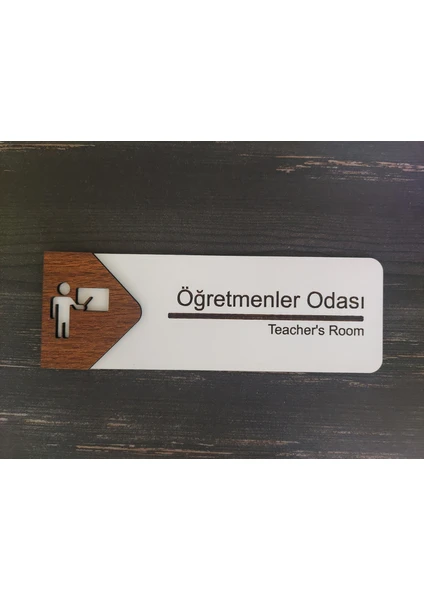 Öğretmenler Odası
Teacher's Room